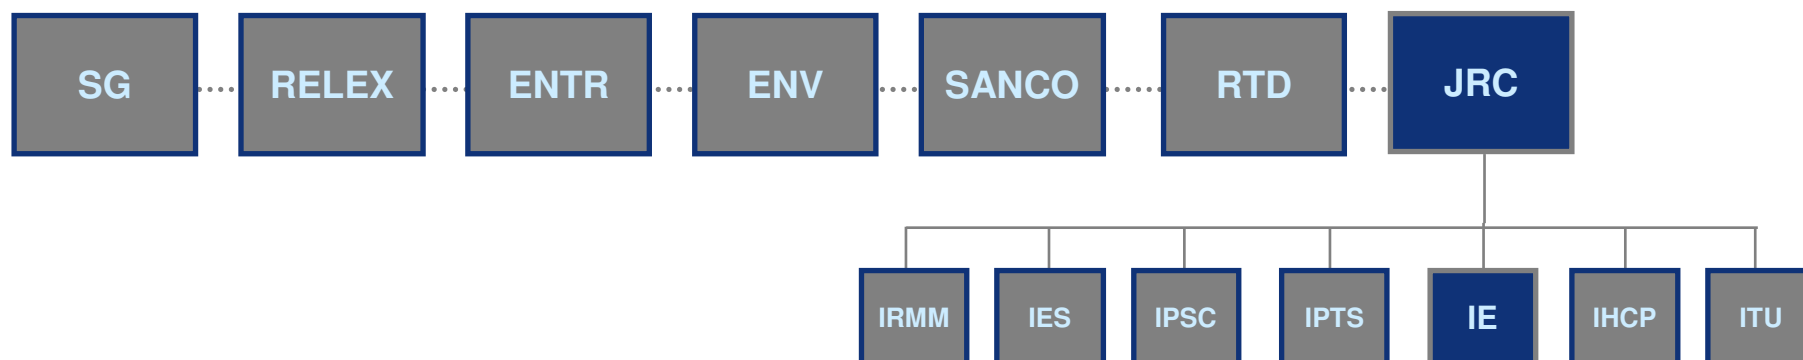 SG RELEX ENTR ENV SANCO RTD JRC
IRMM IES IPSC IPTS IE IHCP ITU